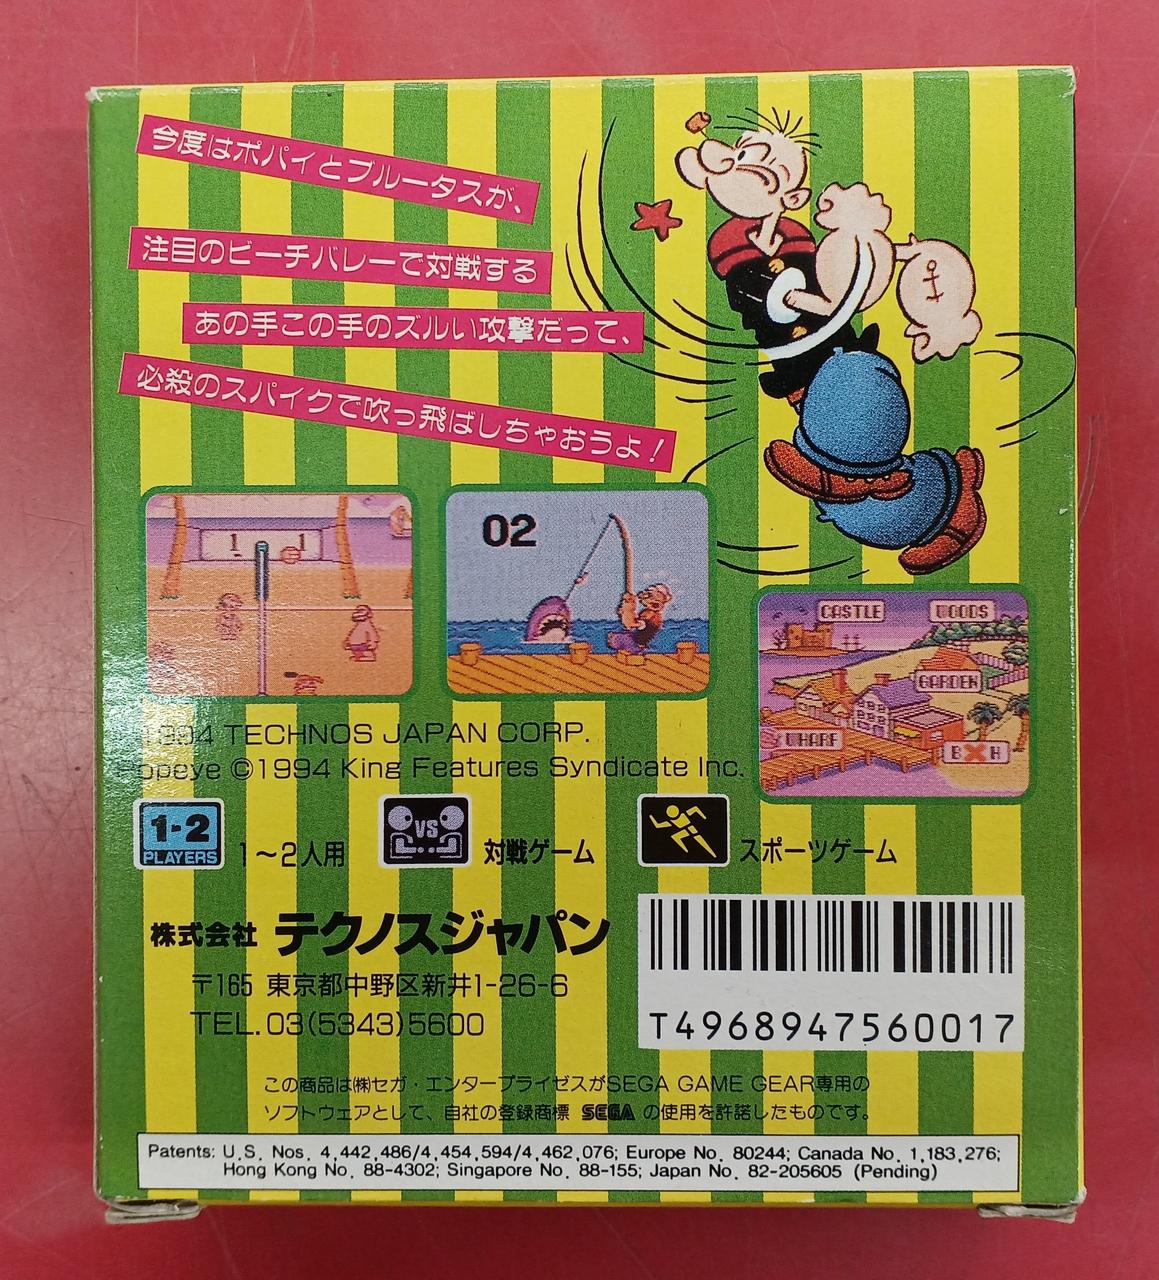 今度はポパイとブルータスが、
注目のビーチバレーで対戦する
あの手この手のズルい攻撃だって、
必殺のスパイクで吹っ飛ばしちゃおうよ！
1 1
02
CASTLE WOODS
GARDEN
WHARF
1994 TECHNOS JAPAN CORP.
Popeye ©1994 King Features Syndicate Inc.
1-2
PLAYERS
1～2人用
VS
対戦ゲーム
スポーツゲーム
株式会社 テクノスジャパン
〒165 東京都中野区新井1-26-6
TEL.03(5343)5600
T4968947560017
この商品は㈱セガ・エンタープライゼスがSEGA GAME GEAR専用の
ソフトウェアとして、自社の登録商標 SEGA の使用を許諾したものです。
Patents: U.S. Nos. 4,442,486/4,454,594/4,462,076; Europe No. 80244; Canada No. 1,183,276;
Hong Kong No. 88-4302; Singapore No. 88-155; Japan No. 82-205605 (Pending)